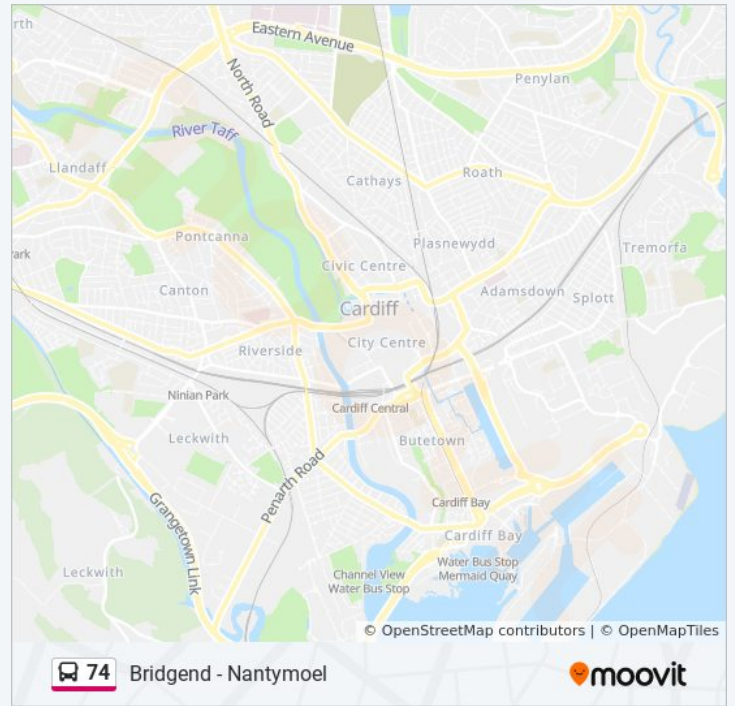 rth
Eastern Avenue
North Road
Penylan
River Taff
Llandaff
Cathays
Roath
Pontcanna
Plasnewydd
Tremorfa
ark
Civic Centre
Canton
Adamsdown
Splott
Cardiff
City Centre
Riverside
Ninian Park
Cardiff Central
Leckwith
Butetown
Penarth Road
Grangetown Link
Cardiff Bay
Cardiff Bay
Leckwith
Channel View
Water Bus Stop
Water Bus Stop
Mermaid Quay
© OpenStreetMap contributors | © OpenMapTiles
74 Bridgend - Nantymoel
moovit